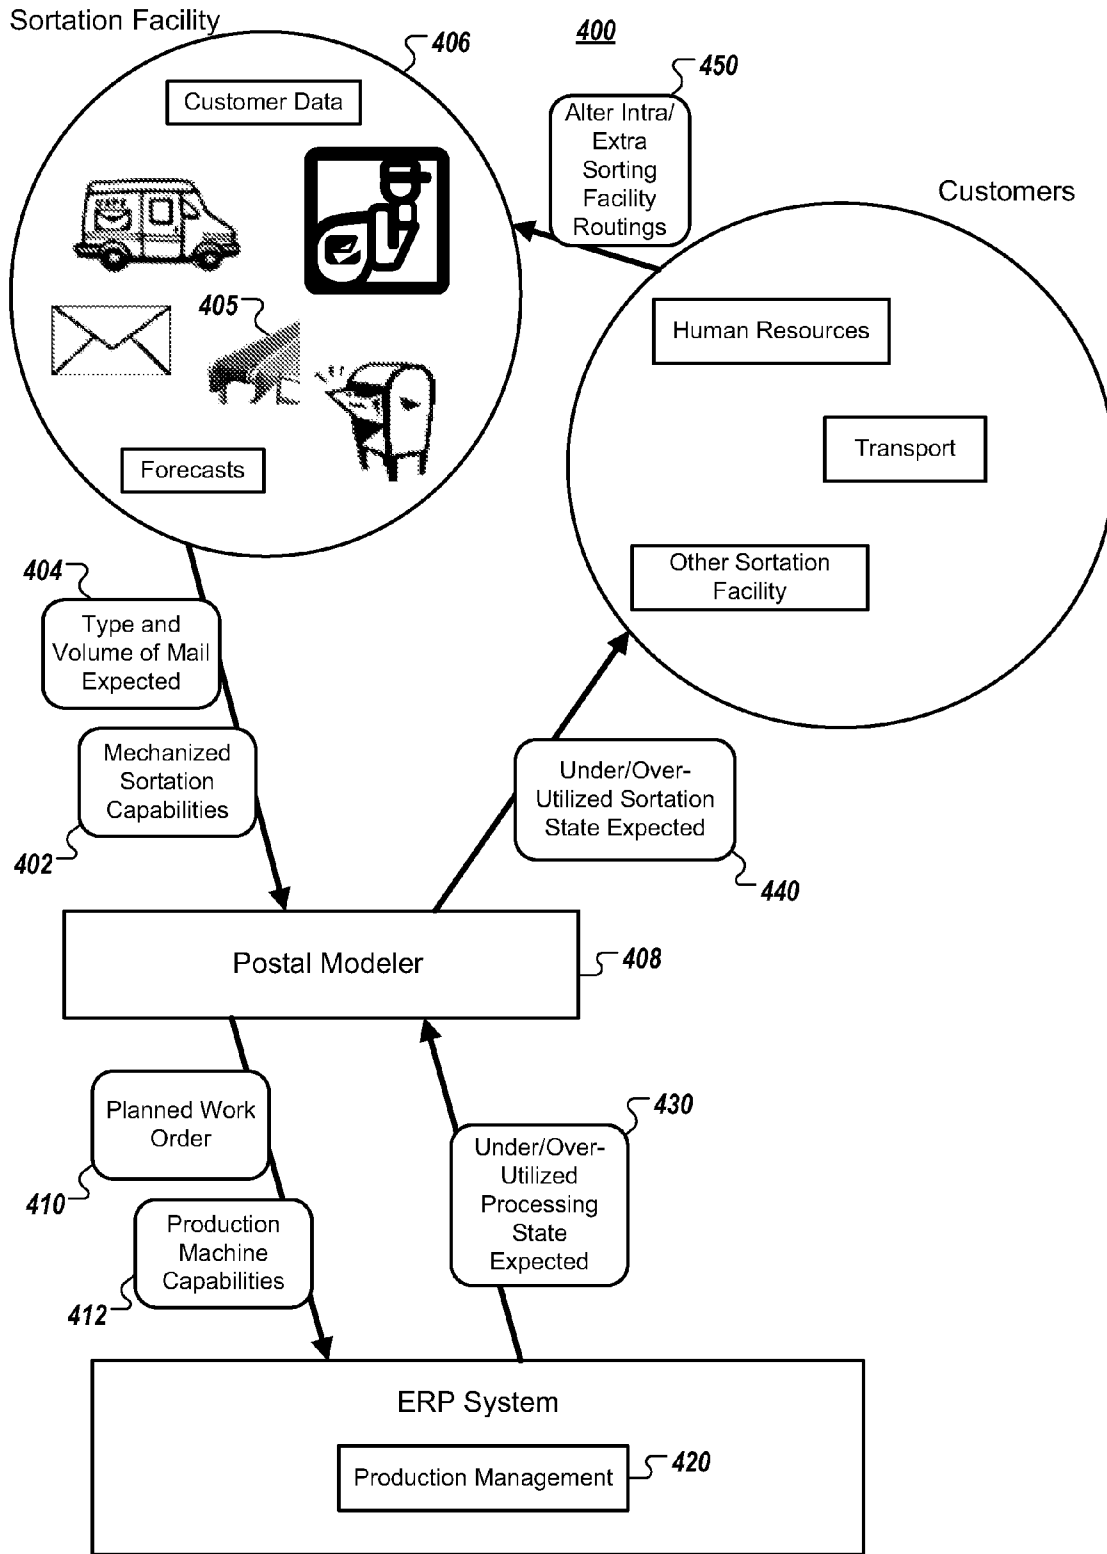 Sortation Facility
406
400
450
Customer Data
Alter Intra/
Extra
Sorting
Facility
Routings
Customers
405
Human Resources
Transport
Forecasts
Other Sortation
Facility
404
Type and
Volume of Mail
Expected
Mechanized
Sortation
Capabilities
402
Under/Over-
Utilized Sortation
State Expected
440
Postal Modeler
408
Planned Work
Order
410
430
Under/Over-
Utilized
Processing
State
Expected
Production
Machine
Capabilities
412
ERP System
Production Management
420